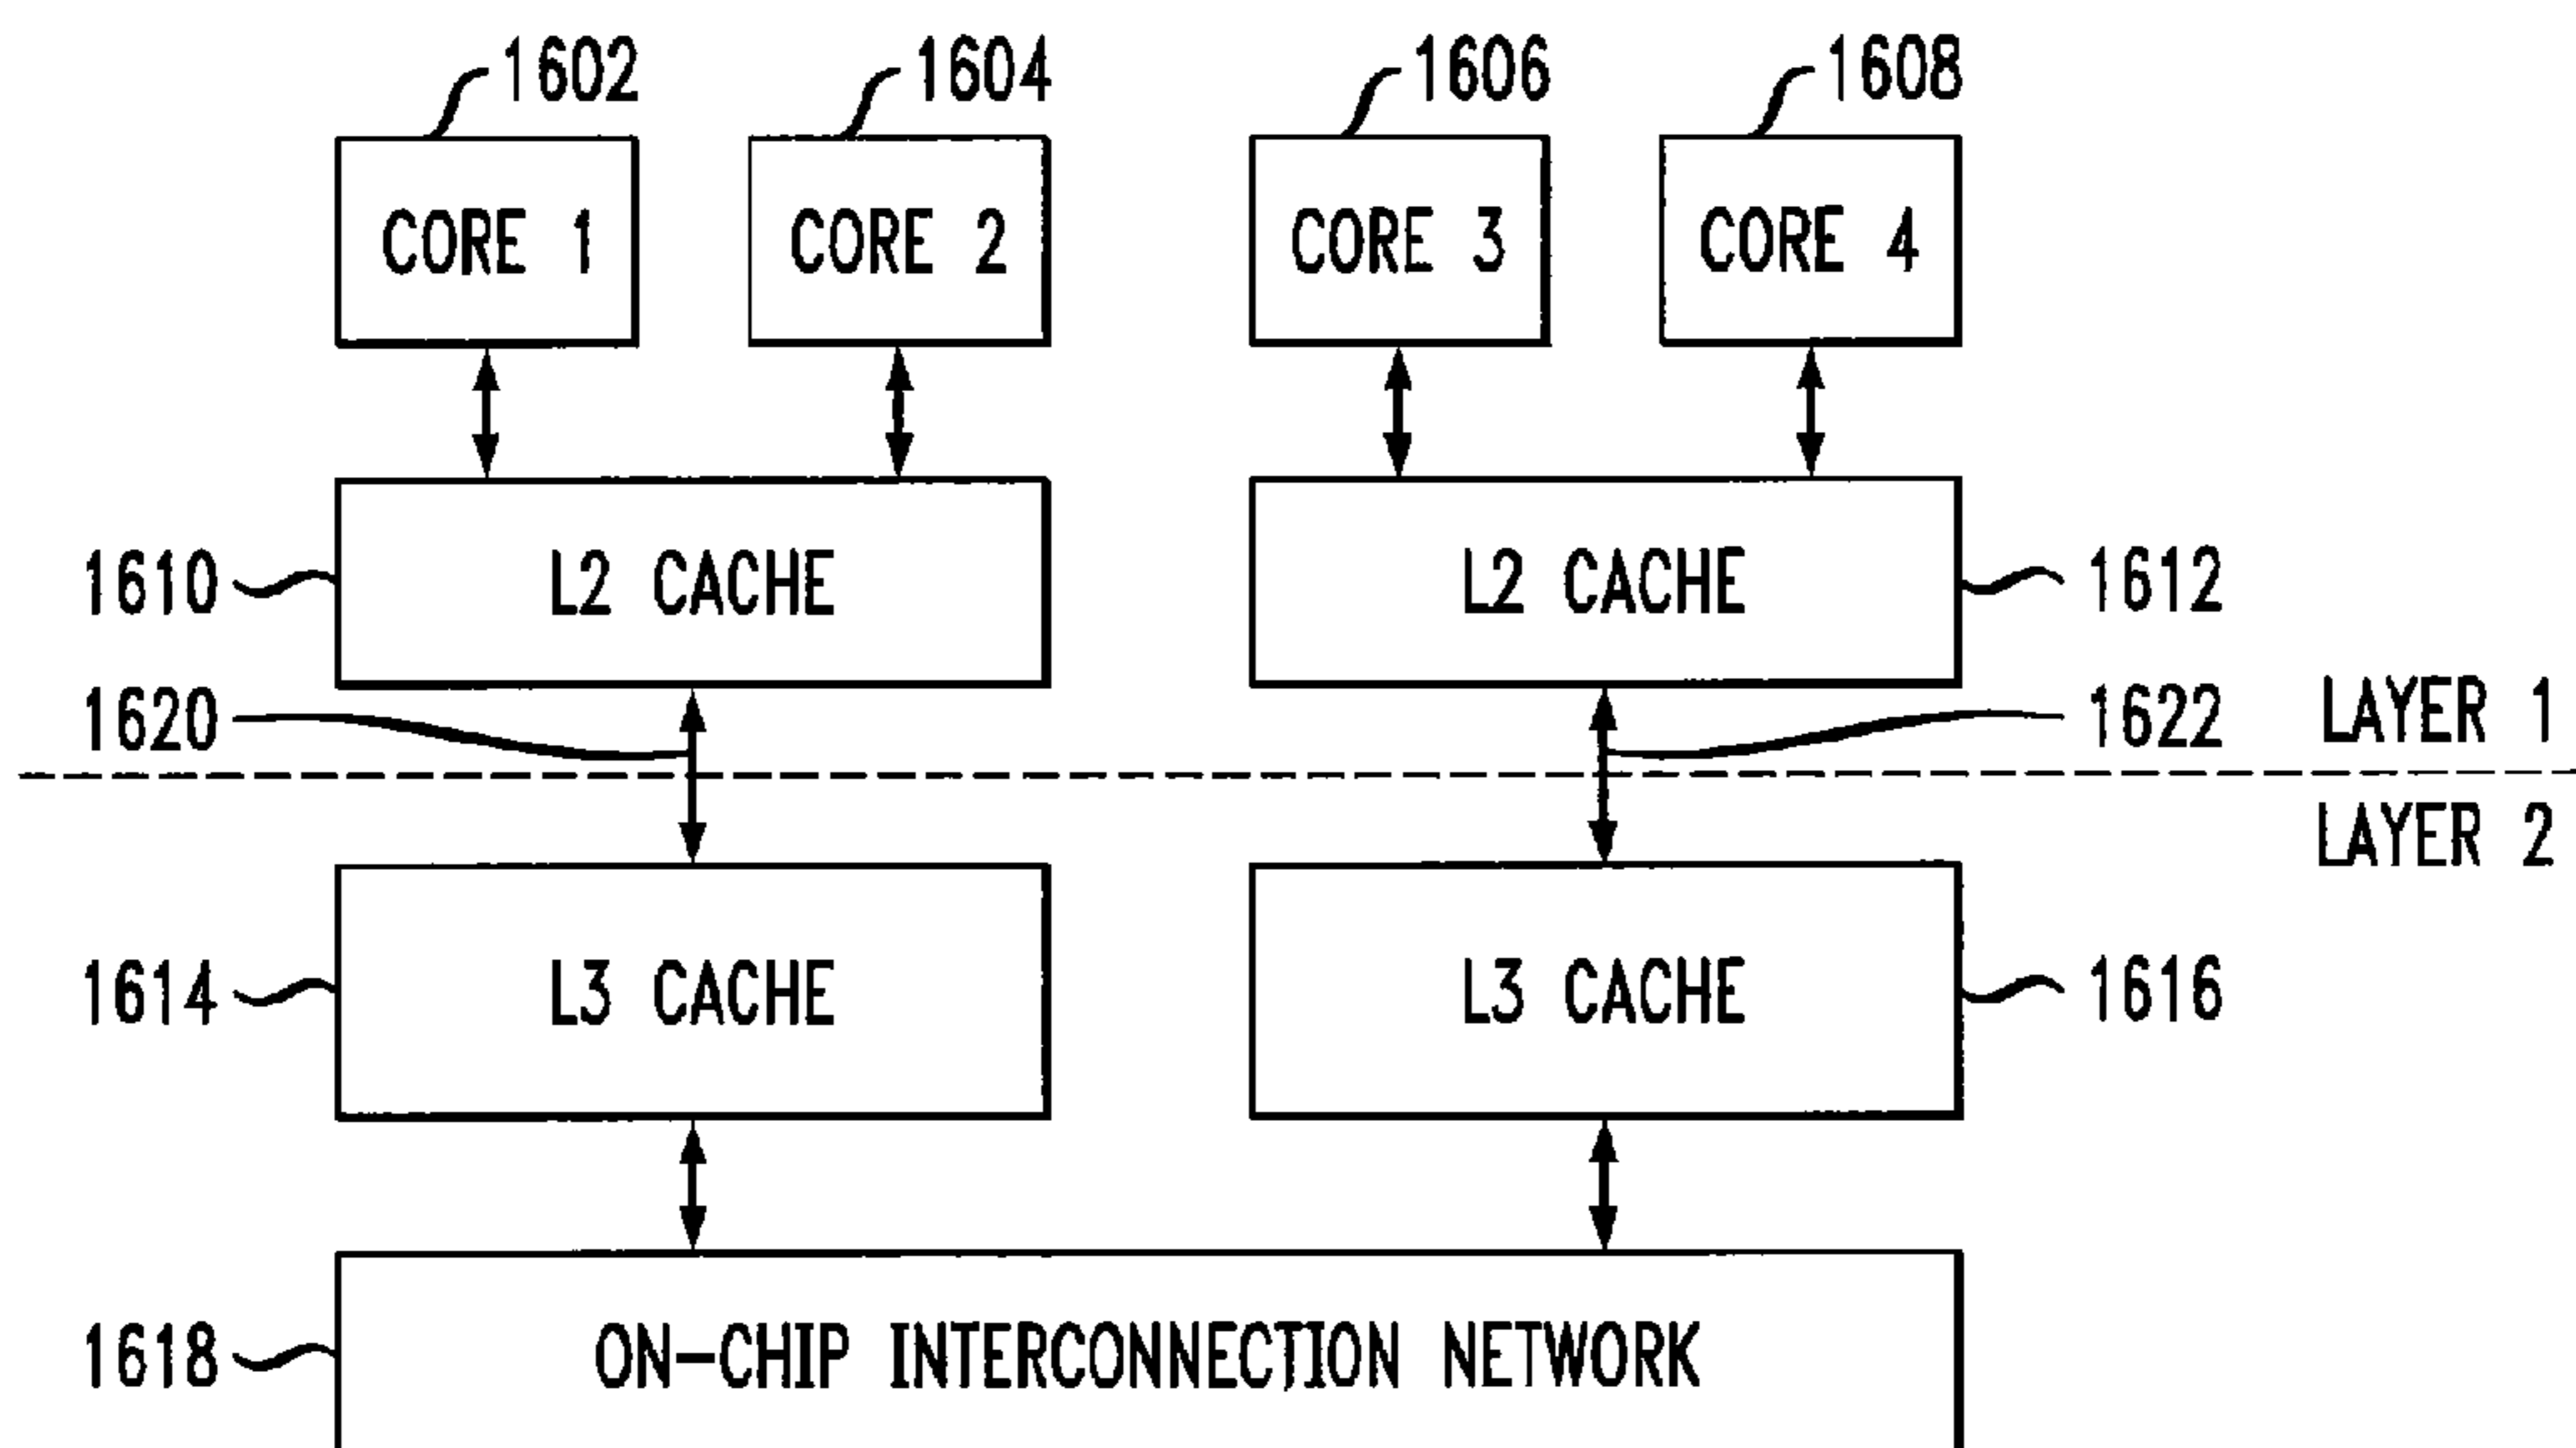 1602 1604 1606 1608
CORE 1 CORE 2 CORE 3 CORE 4
1610 L2 CACHE L2 CACHE 1612
1620 1622 LAYER 1
LAYER 2
1614 L3 CACHE L3 CACHE 1616
1618 ON-CHIP INTERCONNECTION NETWORK